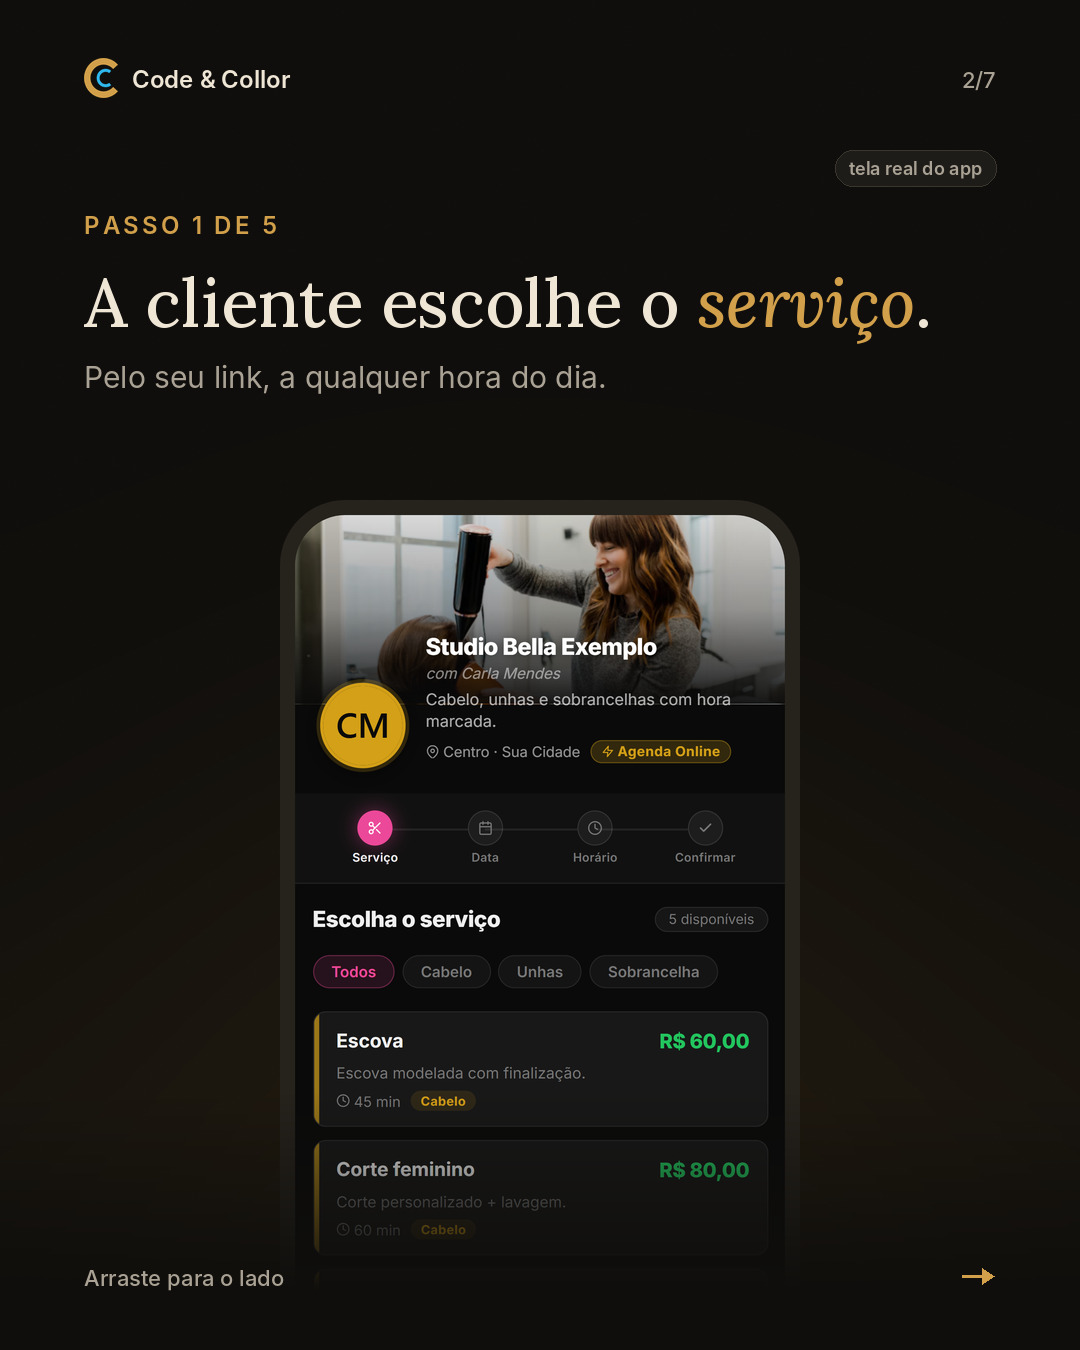 Code & Collor
2/7
tela real do app
PASSO 1 DE 5
A cliente escolhe o serviço.
Pelo seu link, a qualquer hora do dia.
Studio Bella Exemplo
com Carla Mendes
Cabelo, unhas e sobrancelhas com hora
marcada.
CM
Centro · Sua Cidade
Agenda Online
Serviço
Data
Horário
Confirmar
Escolha o serviço
5 disponíveis
Todos
Cabelo
Unhas
Sobrancelha
Escova
R$ 60,00
Escova modelada com finalização.
45 min
Cabelo
Corte feminino
R$ 80,00
Corte personalizado + lavagem.
60 min
Cabelo
Arraste para o lado